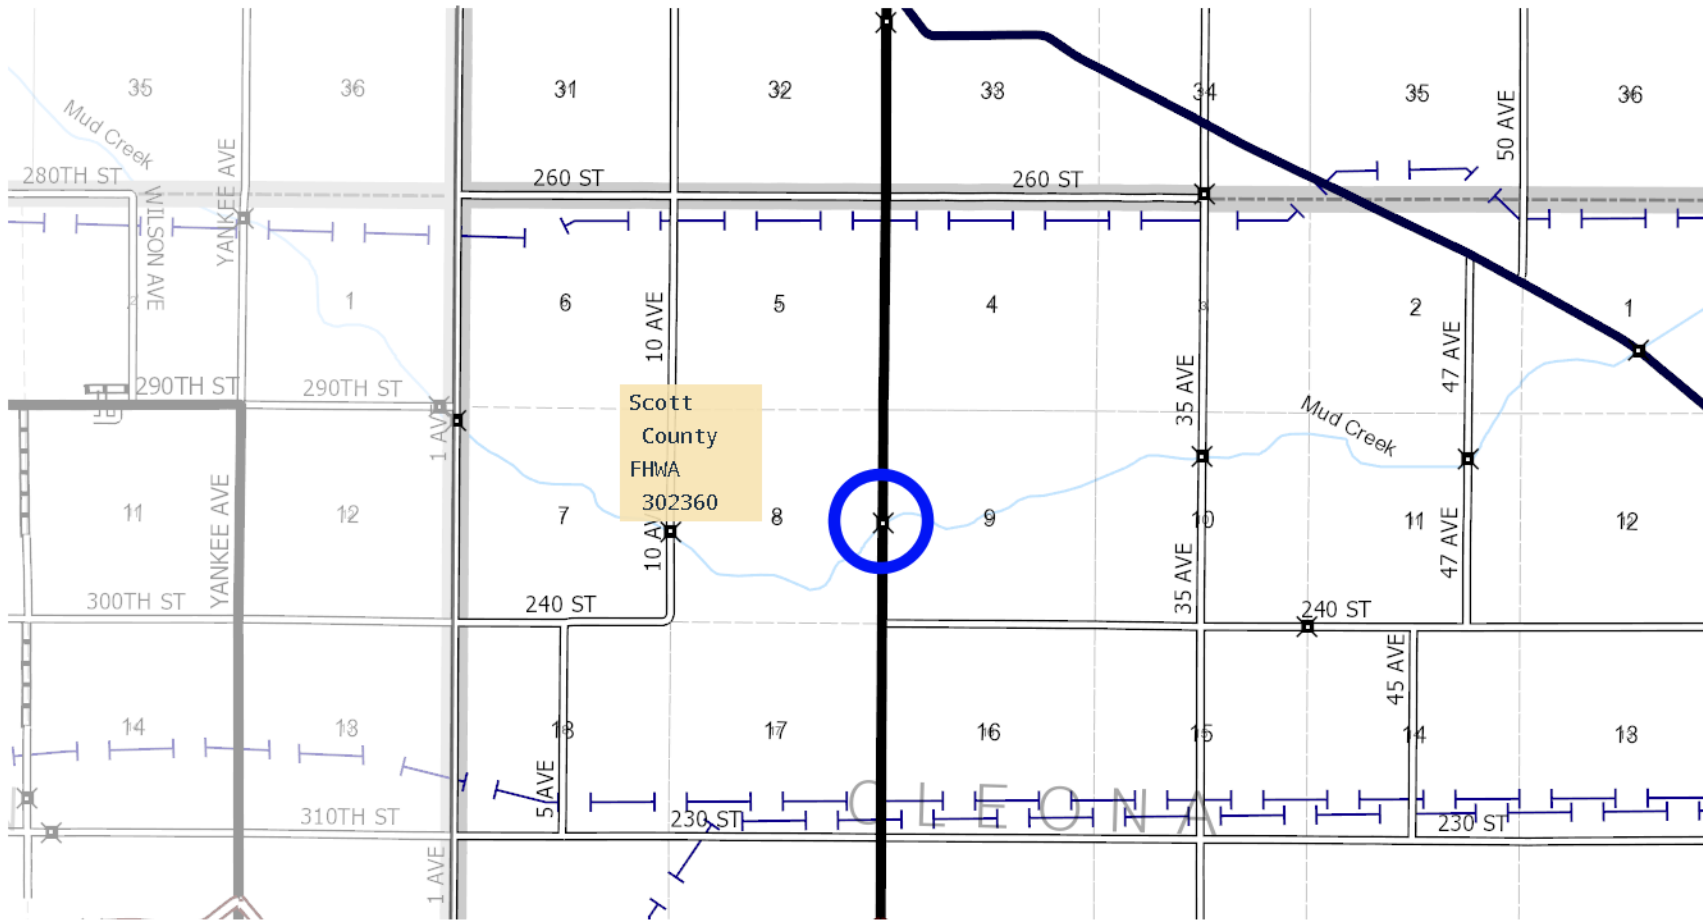 35
36
31
32
33
34
35
36
Mud Creek
50 AVE
280TH ST
YANKEE AVE
260 ST
260 ST
WILSON AVE
2
1
6
10 AVE
5
4
3
2
1
47 AVE
35 AVE
290TH ST
290TH ST
1 AV
Scott
County
FHWA
302360
Mud Creek
11
YANKEE AVE
12
7
10 AV
8
9
10
11
47 AVE
12
35 AVE
300TH ST
240 ST
240 ST
45 AVE
14
13
18
17
16
15
14
13
5 AVE
CLEONA
310TH ST
230 ST
230 ST
1 AVE